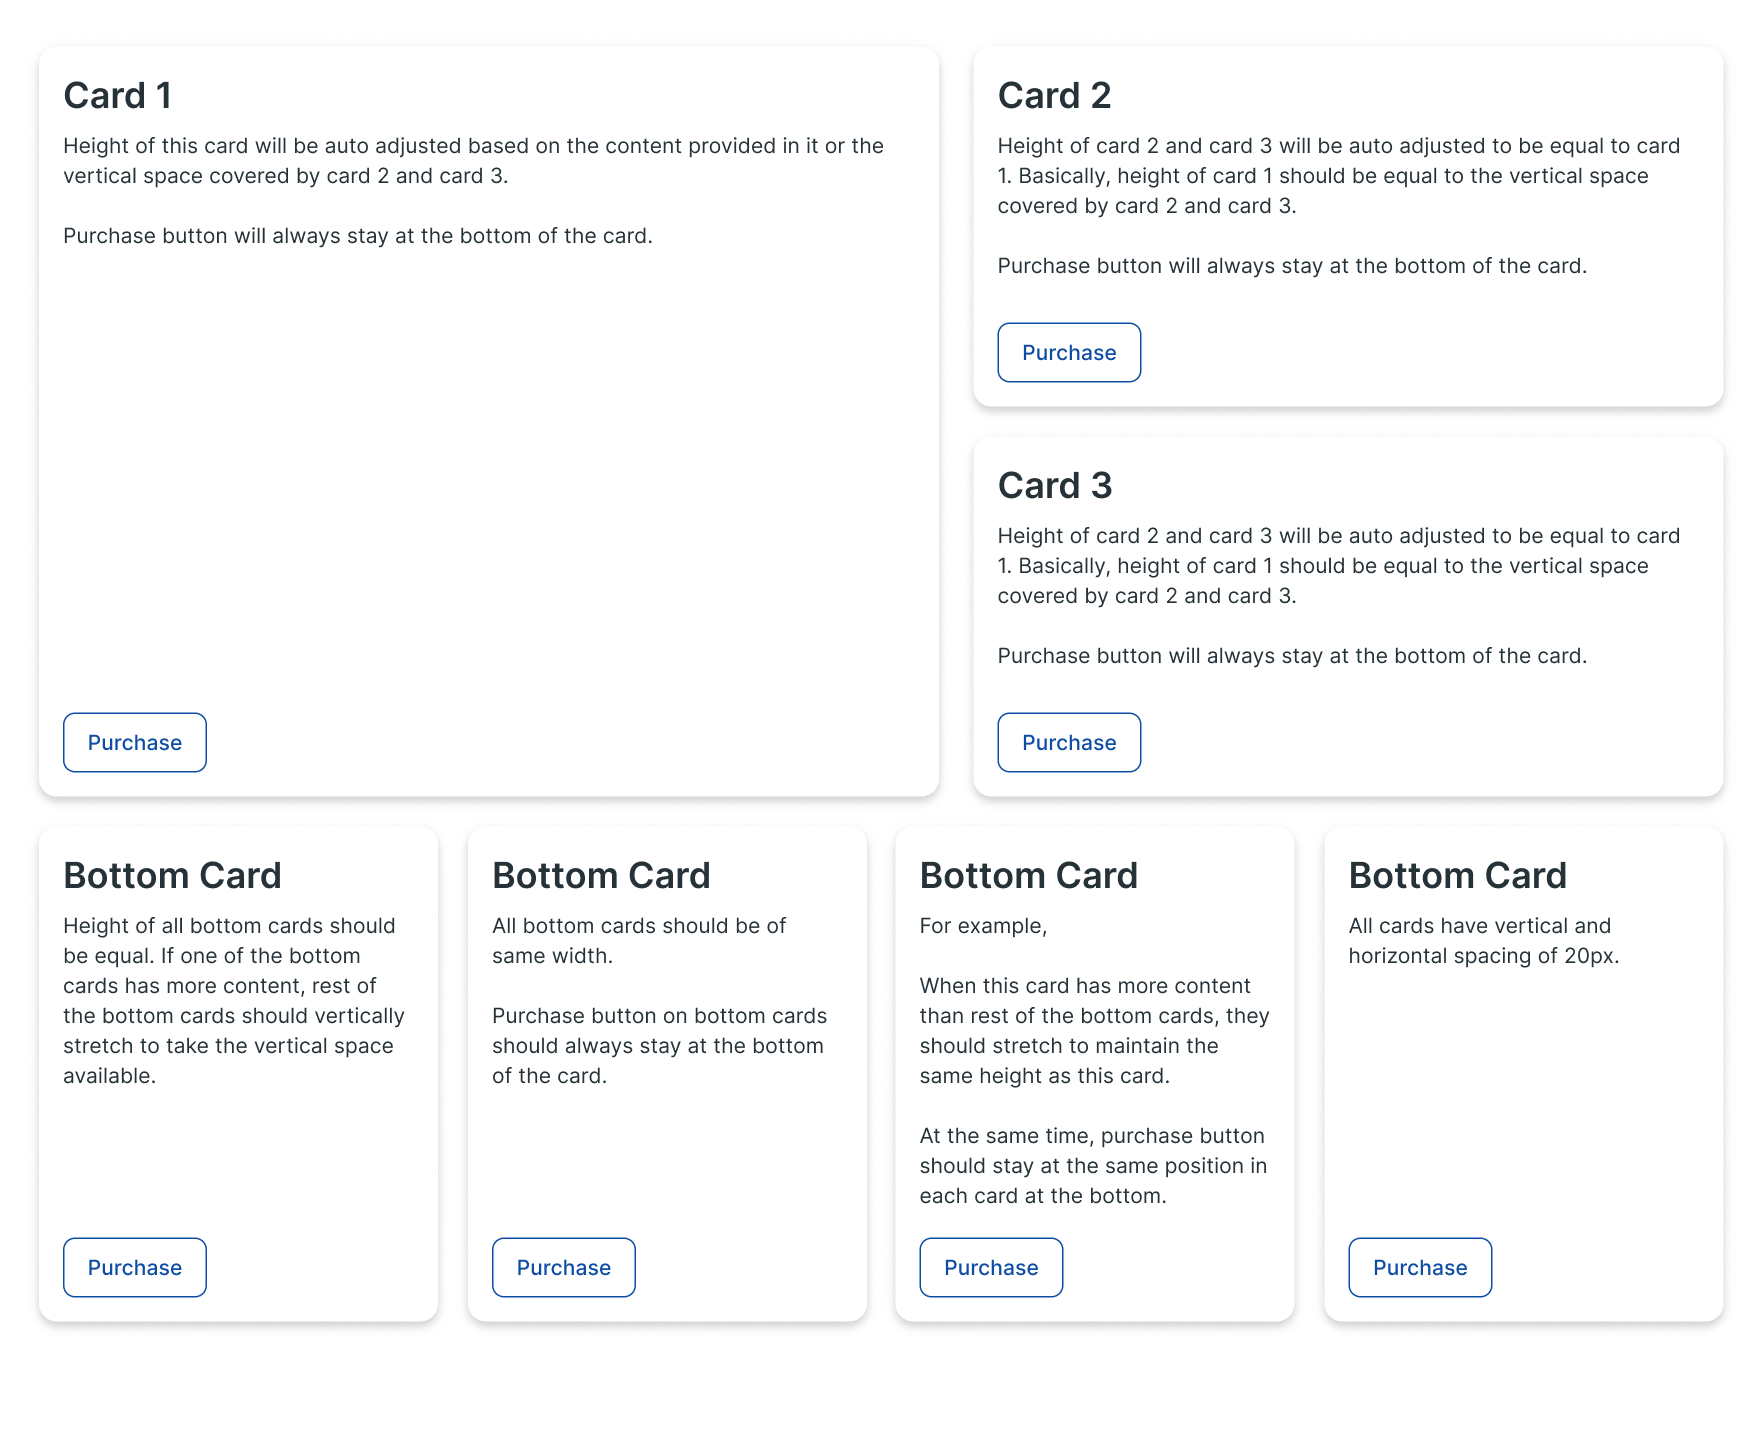 Card 1
Height of this card will be auto adjusted based on the content provided in it or the
vertical space covered by card 2 and card 3.
Purchase button will always stay at the bottom of the card.
Purchase
Card 2
Height of card 2 and card 3 will be auto adjusted to be equal to card
1. Basically, height of card 1 should be equal to the vertical space
covered by card 2 and card 3.
Purchase button will always stay at the bottom of the card.
Purchase
Card 3
Height of card 2 and card 3 will be auto adjusted to be equal to card
1. Basically, height of card 1 should be equal to the vertical space
covered by card 2 and card 3.
Purchase button will always stay at the bottom of the card.
Purchase
Bottom Card
Height of all bottom cards should
be equal. If one of the bottom
cards has more content, rest of
the bottom cards should vertically
stretch to take the vertical space
available.
Purchase
Bottom Card
All bottom cards should be of
same width.
Purchase button on bottom cards
should always stay at the bottom
of the card.
Purchase
Bottom Card
For example,
When this card has more content
than rest of the bottom cards, they
should stretch to maintain the
same height as this card.
At the same time, purchase button
should stay at the same position in
each card at the bottom.
Purchase
Bottom Card
All cards have vertical and
horizontal spacing of 20px.
Purchase